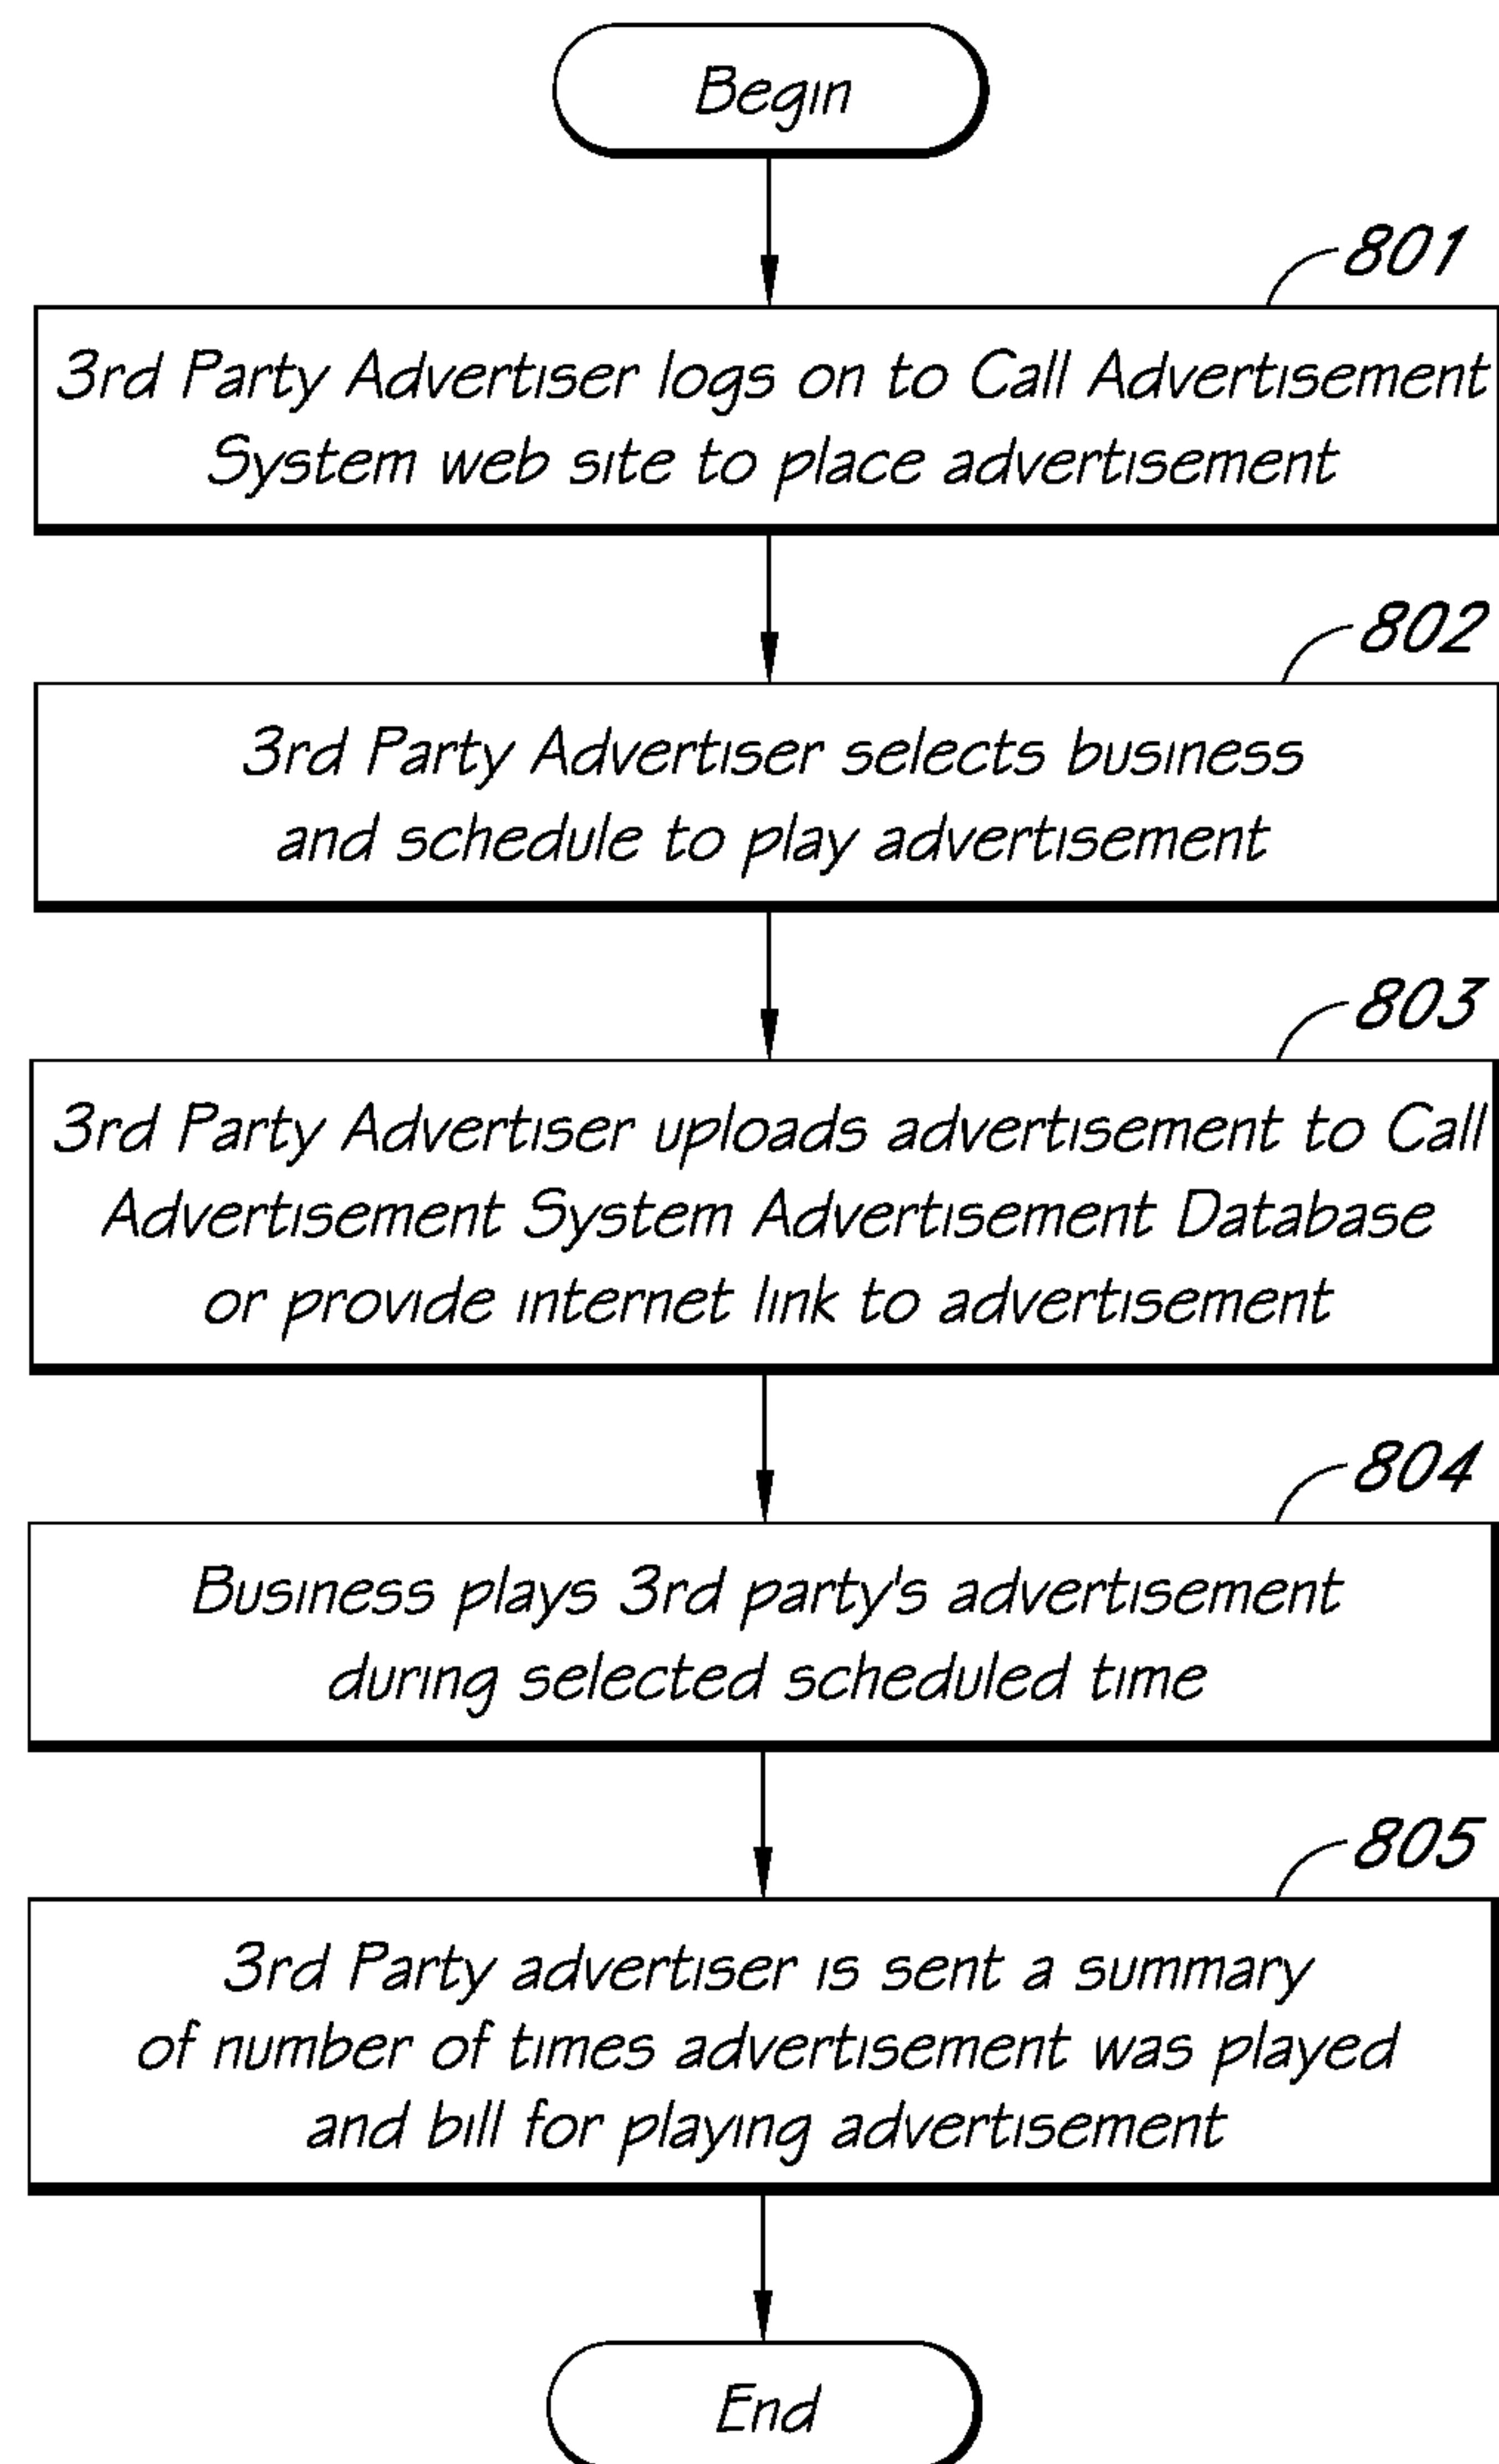 Begin
801
3rd Party Advertiser logs on to Call Advertisement
System web site to place advertisement
802
3rd Party Advertiser selects business
and schedule to play advertisement
803
3rd Party Advertiser uploads advertisement to Call
Advertisement System Advertisement Database
or provide internet link to advertisement
804
Business plays 3rd party's advertisement
during selected scheduled time
805
3rd Party advertiser is sent a summary
of number of times advertisement was played
and bill for playing advertisement
End